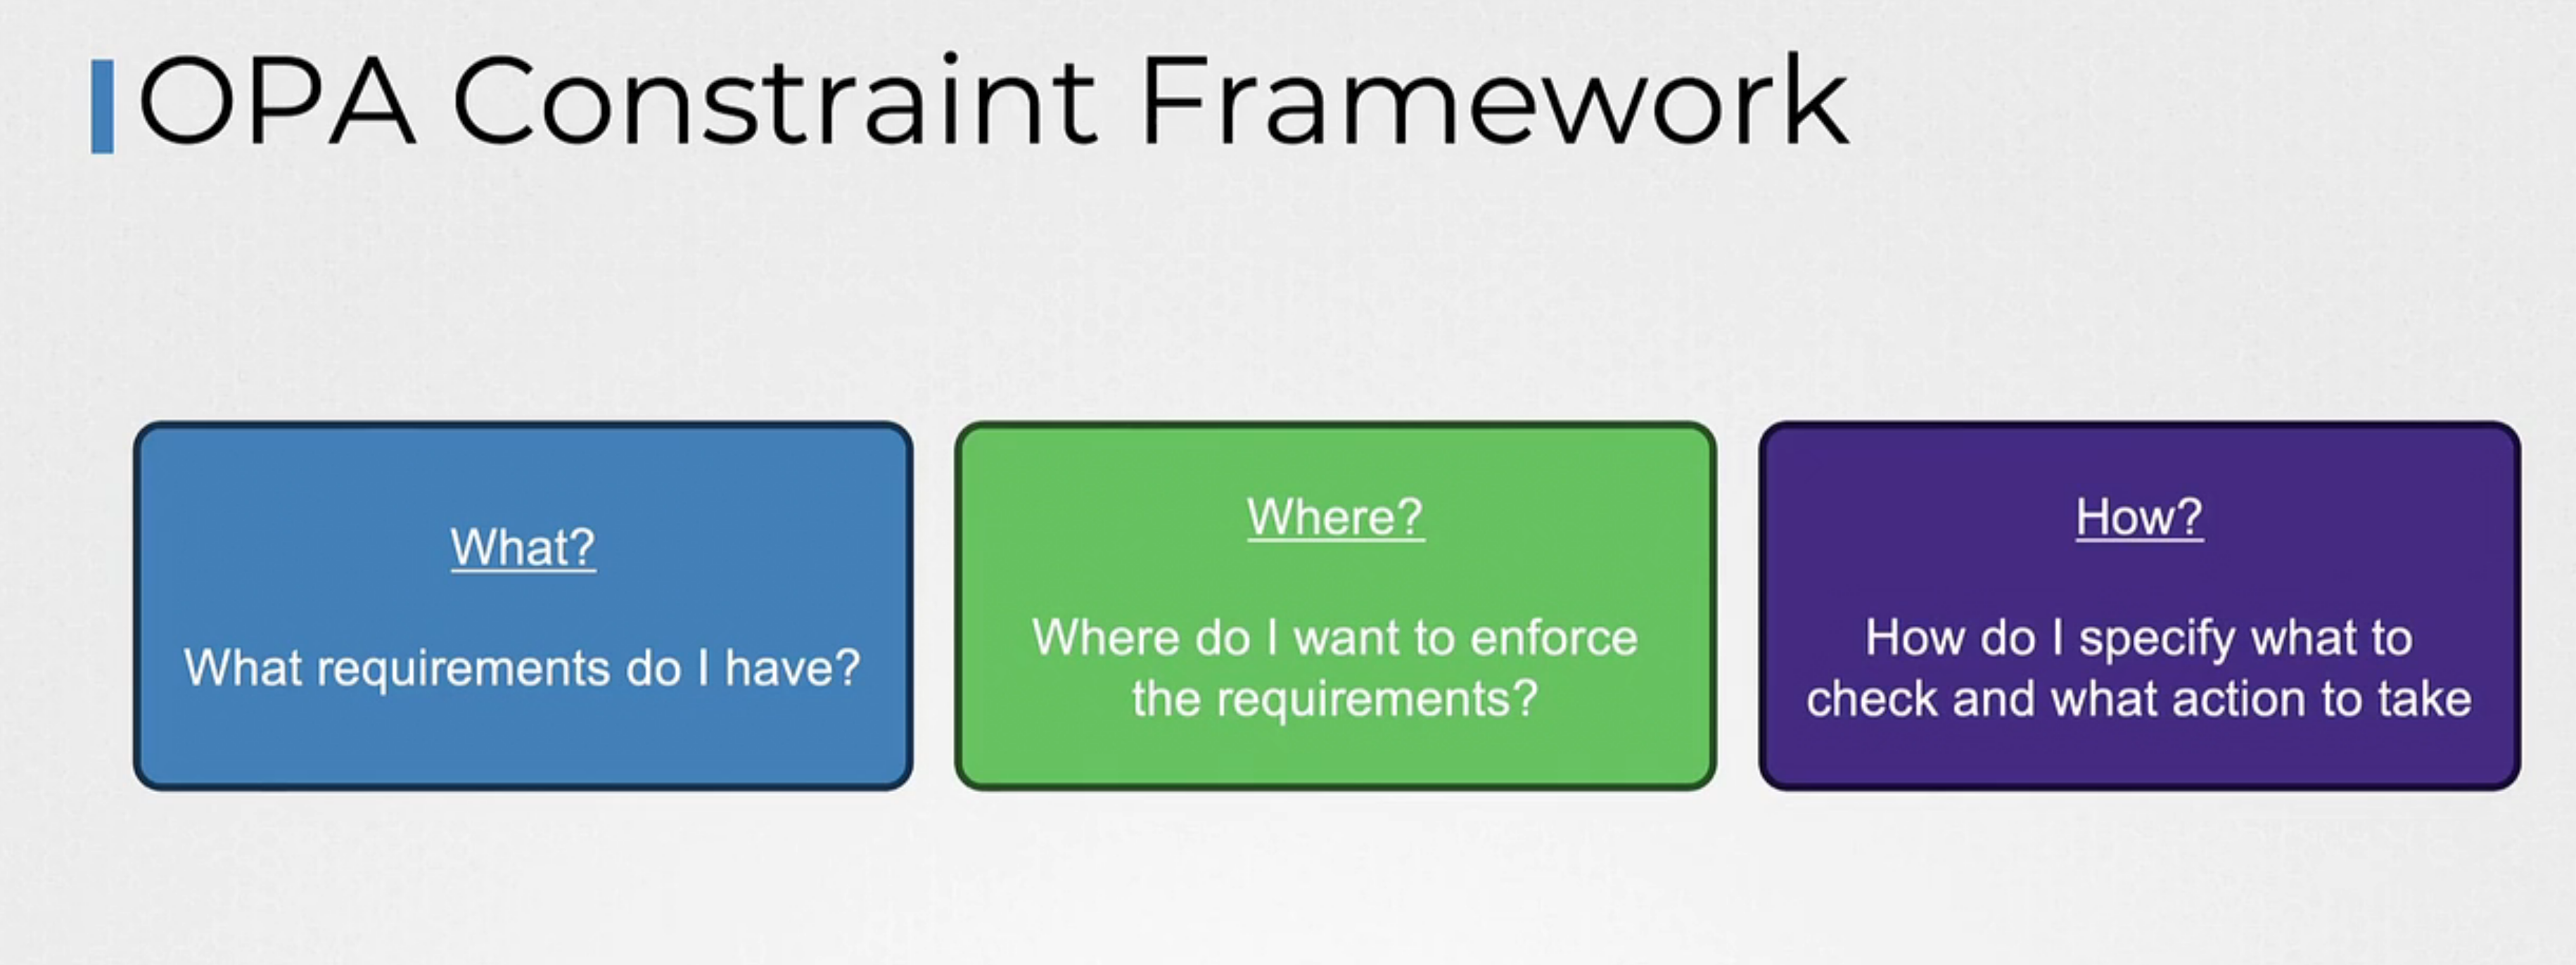 OPA Constraint Framework
What?
What requirements do I have?
Where?
Where do I want to enforce
the requirements?
How?
How do I specify what to
check and what action to take